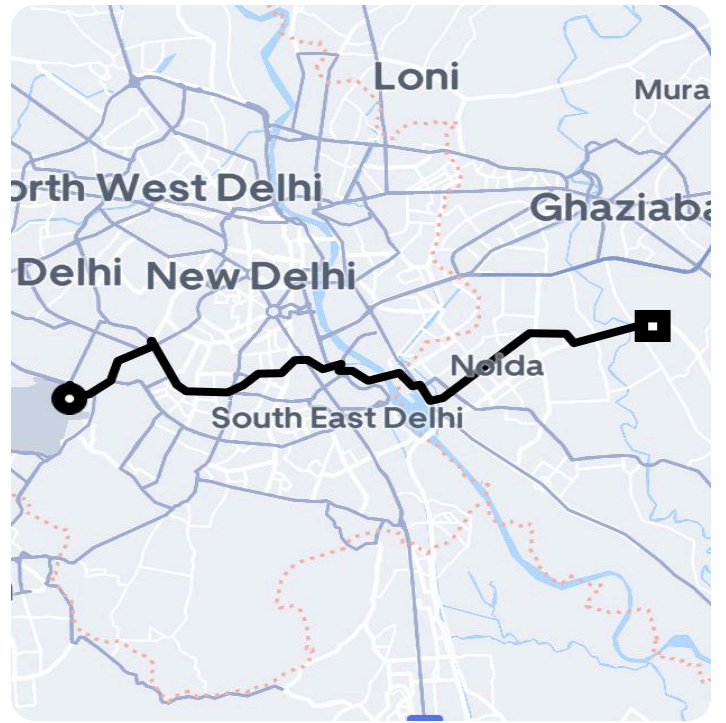 Loni
Mura
orth West Delhi
Ghaziaba
Delhi New Delhi
Noida
South East Delhi